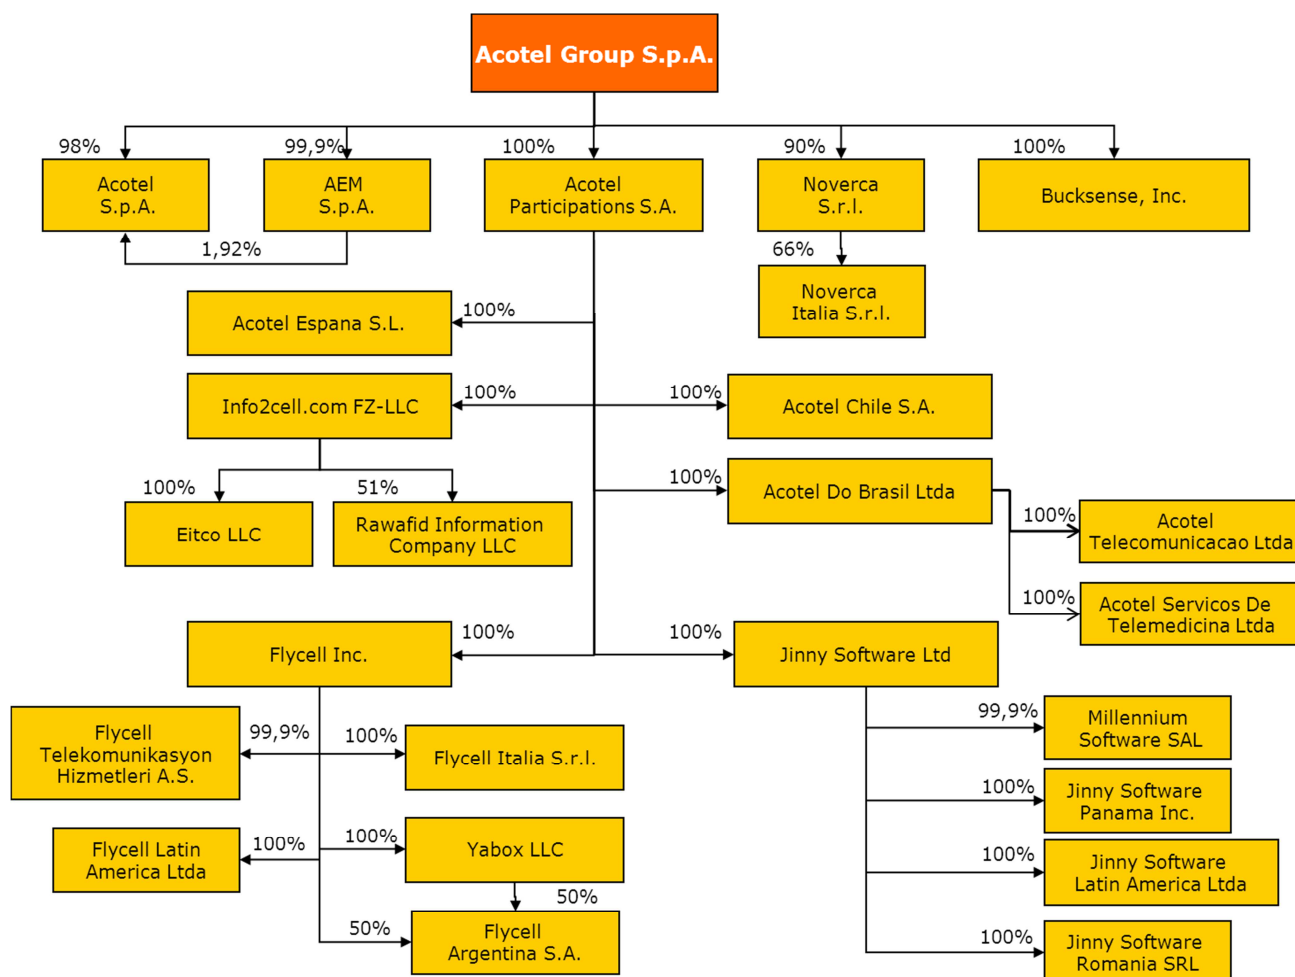 Acotel Group S.p.A.
98%
99,9%
100%
90%
100%
Acotel
S.p.A.
AEM
S.p.A.
Acotel
Participations S.A.
Noverca
S.r.l.
Bucksense, Inc.
1,92%
66%
Noverca
Italia S.r.l.
Acotel Espana S.L.
100%
Info2cell.com FZ-LLC
100%
100%
Acotel Chile S.A.
100%
51%
Eitco LLC
Rawafid Information
Company LLC
100%
Acotel Do Brasil Ltda
100%
Acotel
Telecomunicacao Ltda
100%
Acotel Servicos De
Telemedicina Ltda
Flycell Inc.
100%
100%
Jinny Software Ltd
Flycell
Telekomunikasyon
Hizmetleri A.S.
99,9%
100%
Flycell Italia S.r.l.
99,9%
Millennium
Software SAL
100%
Jinny Software
Panama Inc.
Flycell Latin
America Ltda
100%
100%
Yabox LLC
100%
Jinny Software
Latin America Ltda
50%
50%
Flycell
Argentina S.A.
100%
Jinny Software
Romania SRL